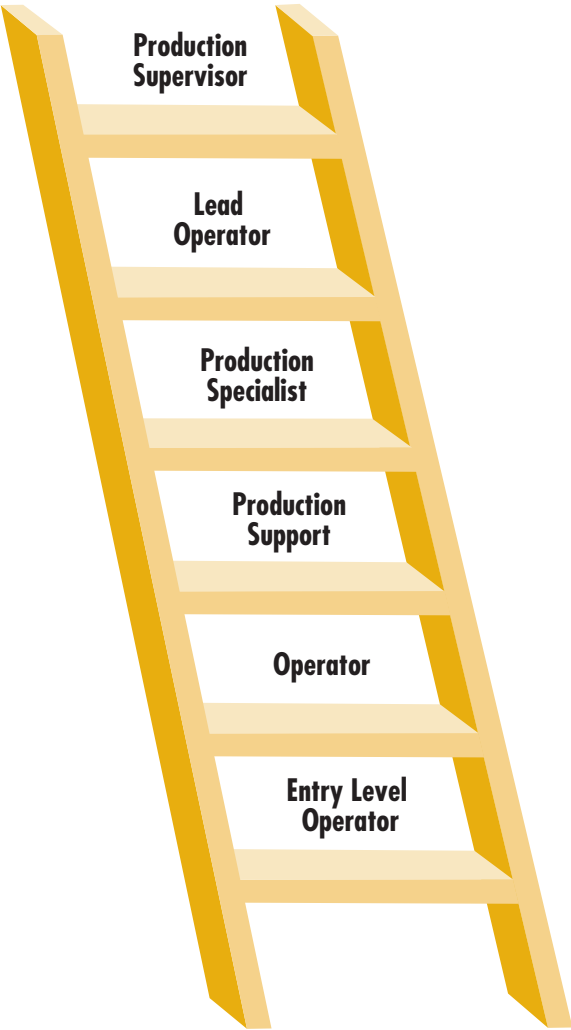 Production
Supervisor
Lead
Operator
Production
Specialist
Production
Support
Operator
Entry Level
Operator